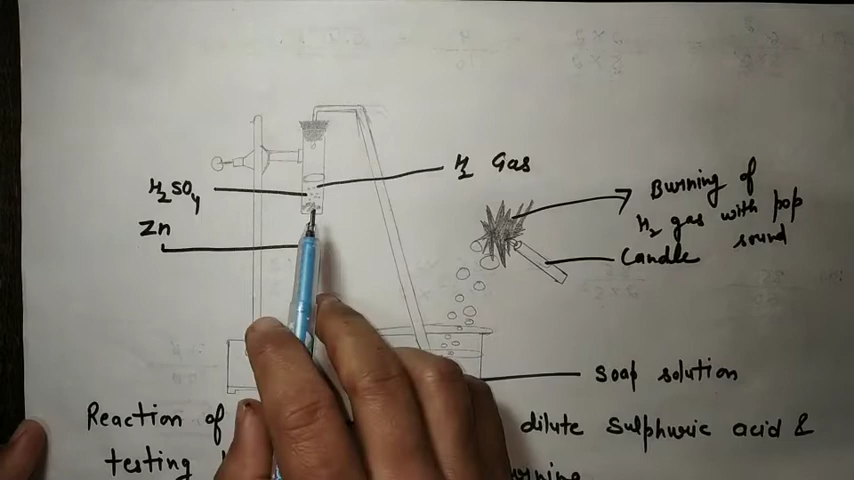 H2 Gas
H2SO4
Zn
Burning of
H2 gas with pop
sound
Candle
Soap solution
Reaction of dilute Sulphuric acid &
testing